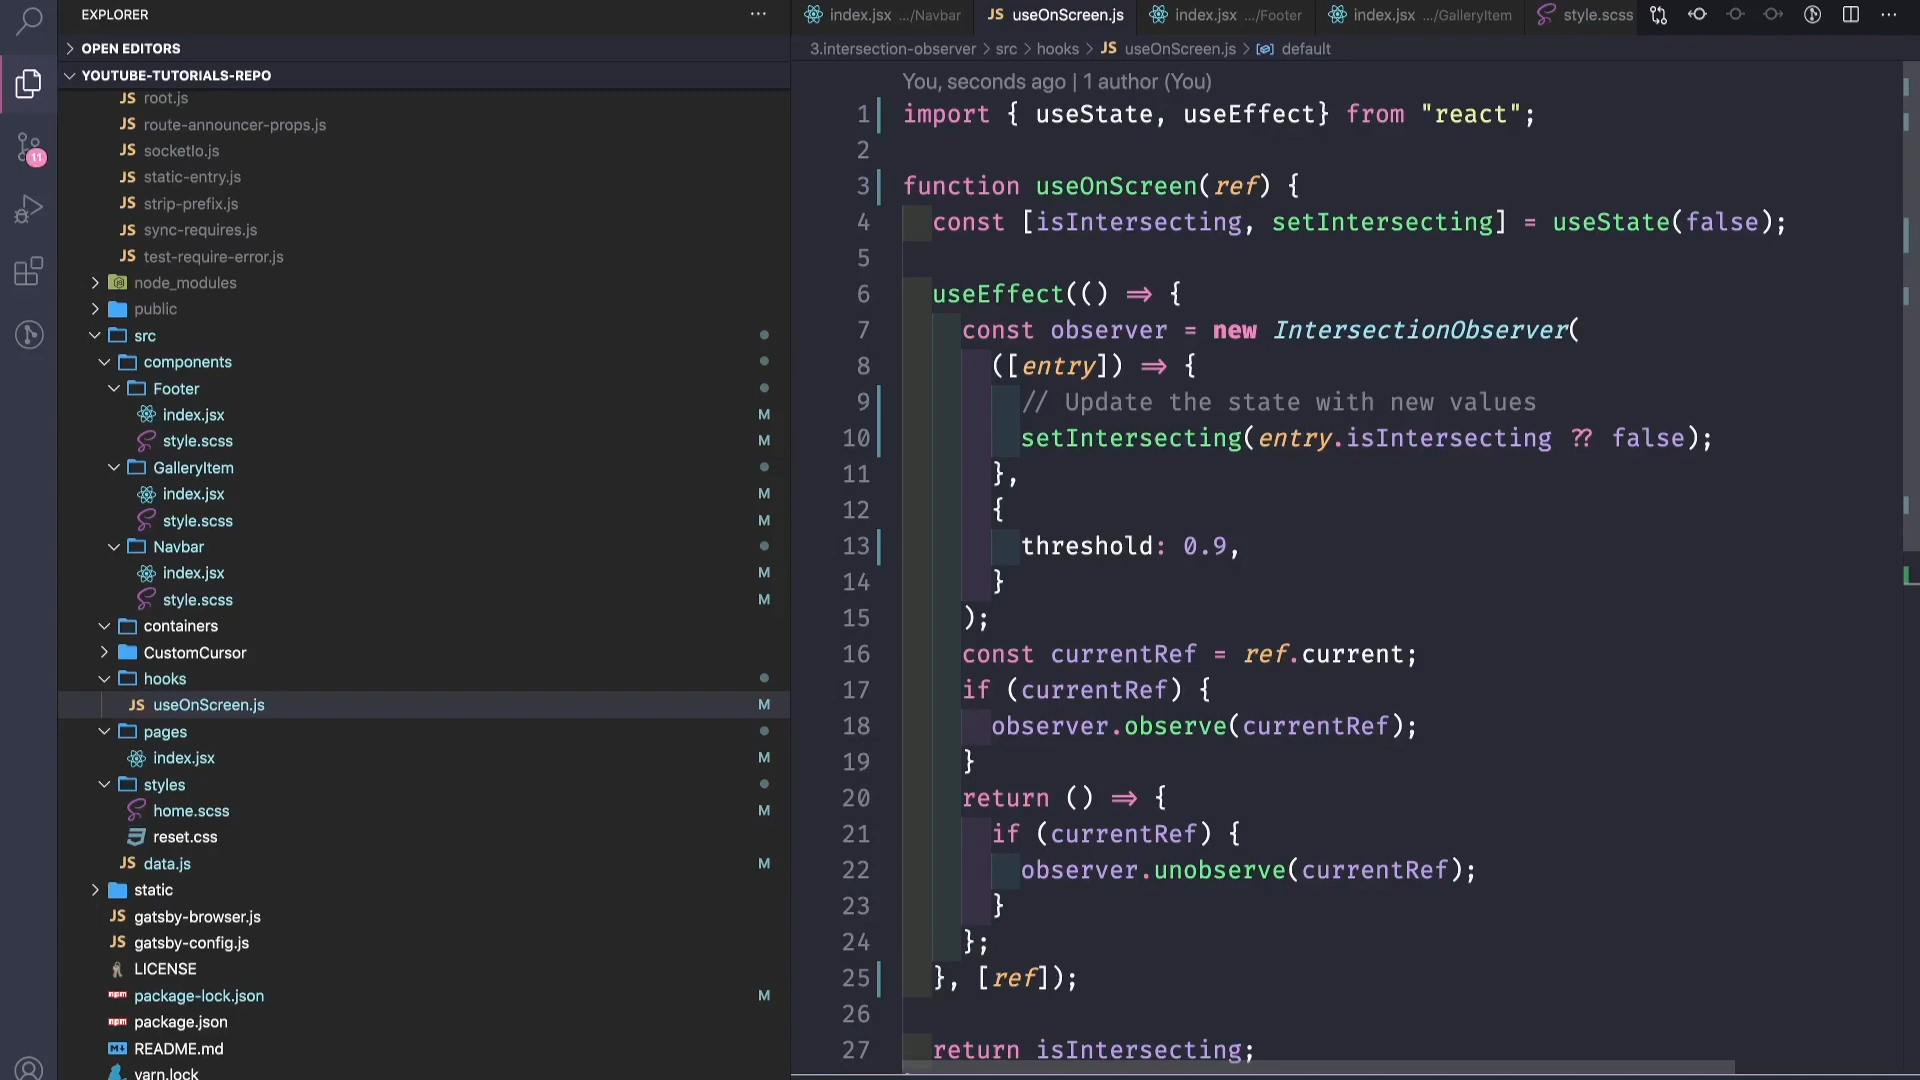 EXPLORER
OPEN EDITORS
YOUTUBE-TUTORIALS-REPO
JS root.js
JS route-announcer-props.js
JS socketIo.js
JS static-entry.js
JS strip-prefix.js
JS sync-requires.js
JS test-require-error.js
node_modules
public
src
components
Footer
index.jsx M
style.scss M
GalleryItem
index.jsx M
style.scss M
Navbar
index.jsx M
style.scss M
containers
CustomCursor
hooks
JS useOnScreen.js M
pages
index.jsx M
styles
home.scss M
reset.css
JS data.js M
static
JS gatsby-browser.js
JS gatsby-config.js
LICENSE
npm package-lock.json M
npm package.json
M↓ README.md
yarn.lock
11
index.jsx .../Navbar JS useOnScreen.js index.jsx .../Footer index.jsx .../GalleryItem style.scss
3.intersection-observer > src > hooks > JS useOnScreen.js > default
You, seconds ago | 1 author (You)
1 import { useState, useEffect} from "react";
2
3 function useOnScreen(ref) {
4 const [isIntersecting, setIntersecting] = useState(false);
5
6 useEffect(() => {
7 const observer = new IntersectionObserver(
8 ([entry]) => {
9 // Update the state with new values
10 setIntersecting(entry.isIntersecting ?? false);
11 },
12 {
13 threshold: 0.9,
14 }
15 );
16 const currentRef = ref.current;
17 if (currentRef) {
18 observer.observe(currentRef);
19 }
20 return () => {
21 if (currentRef) {
22 observer.unobserve(currentRef);
23 }
24 };
25 }, [ref]);
26
27 return isIntersecting;